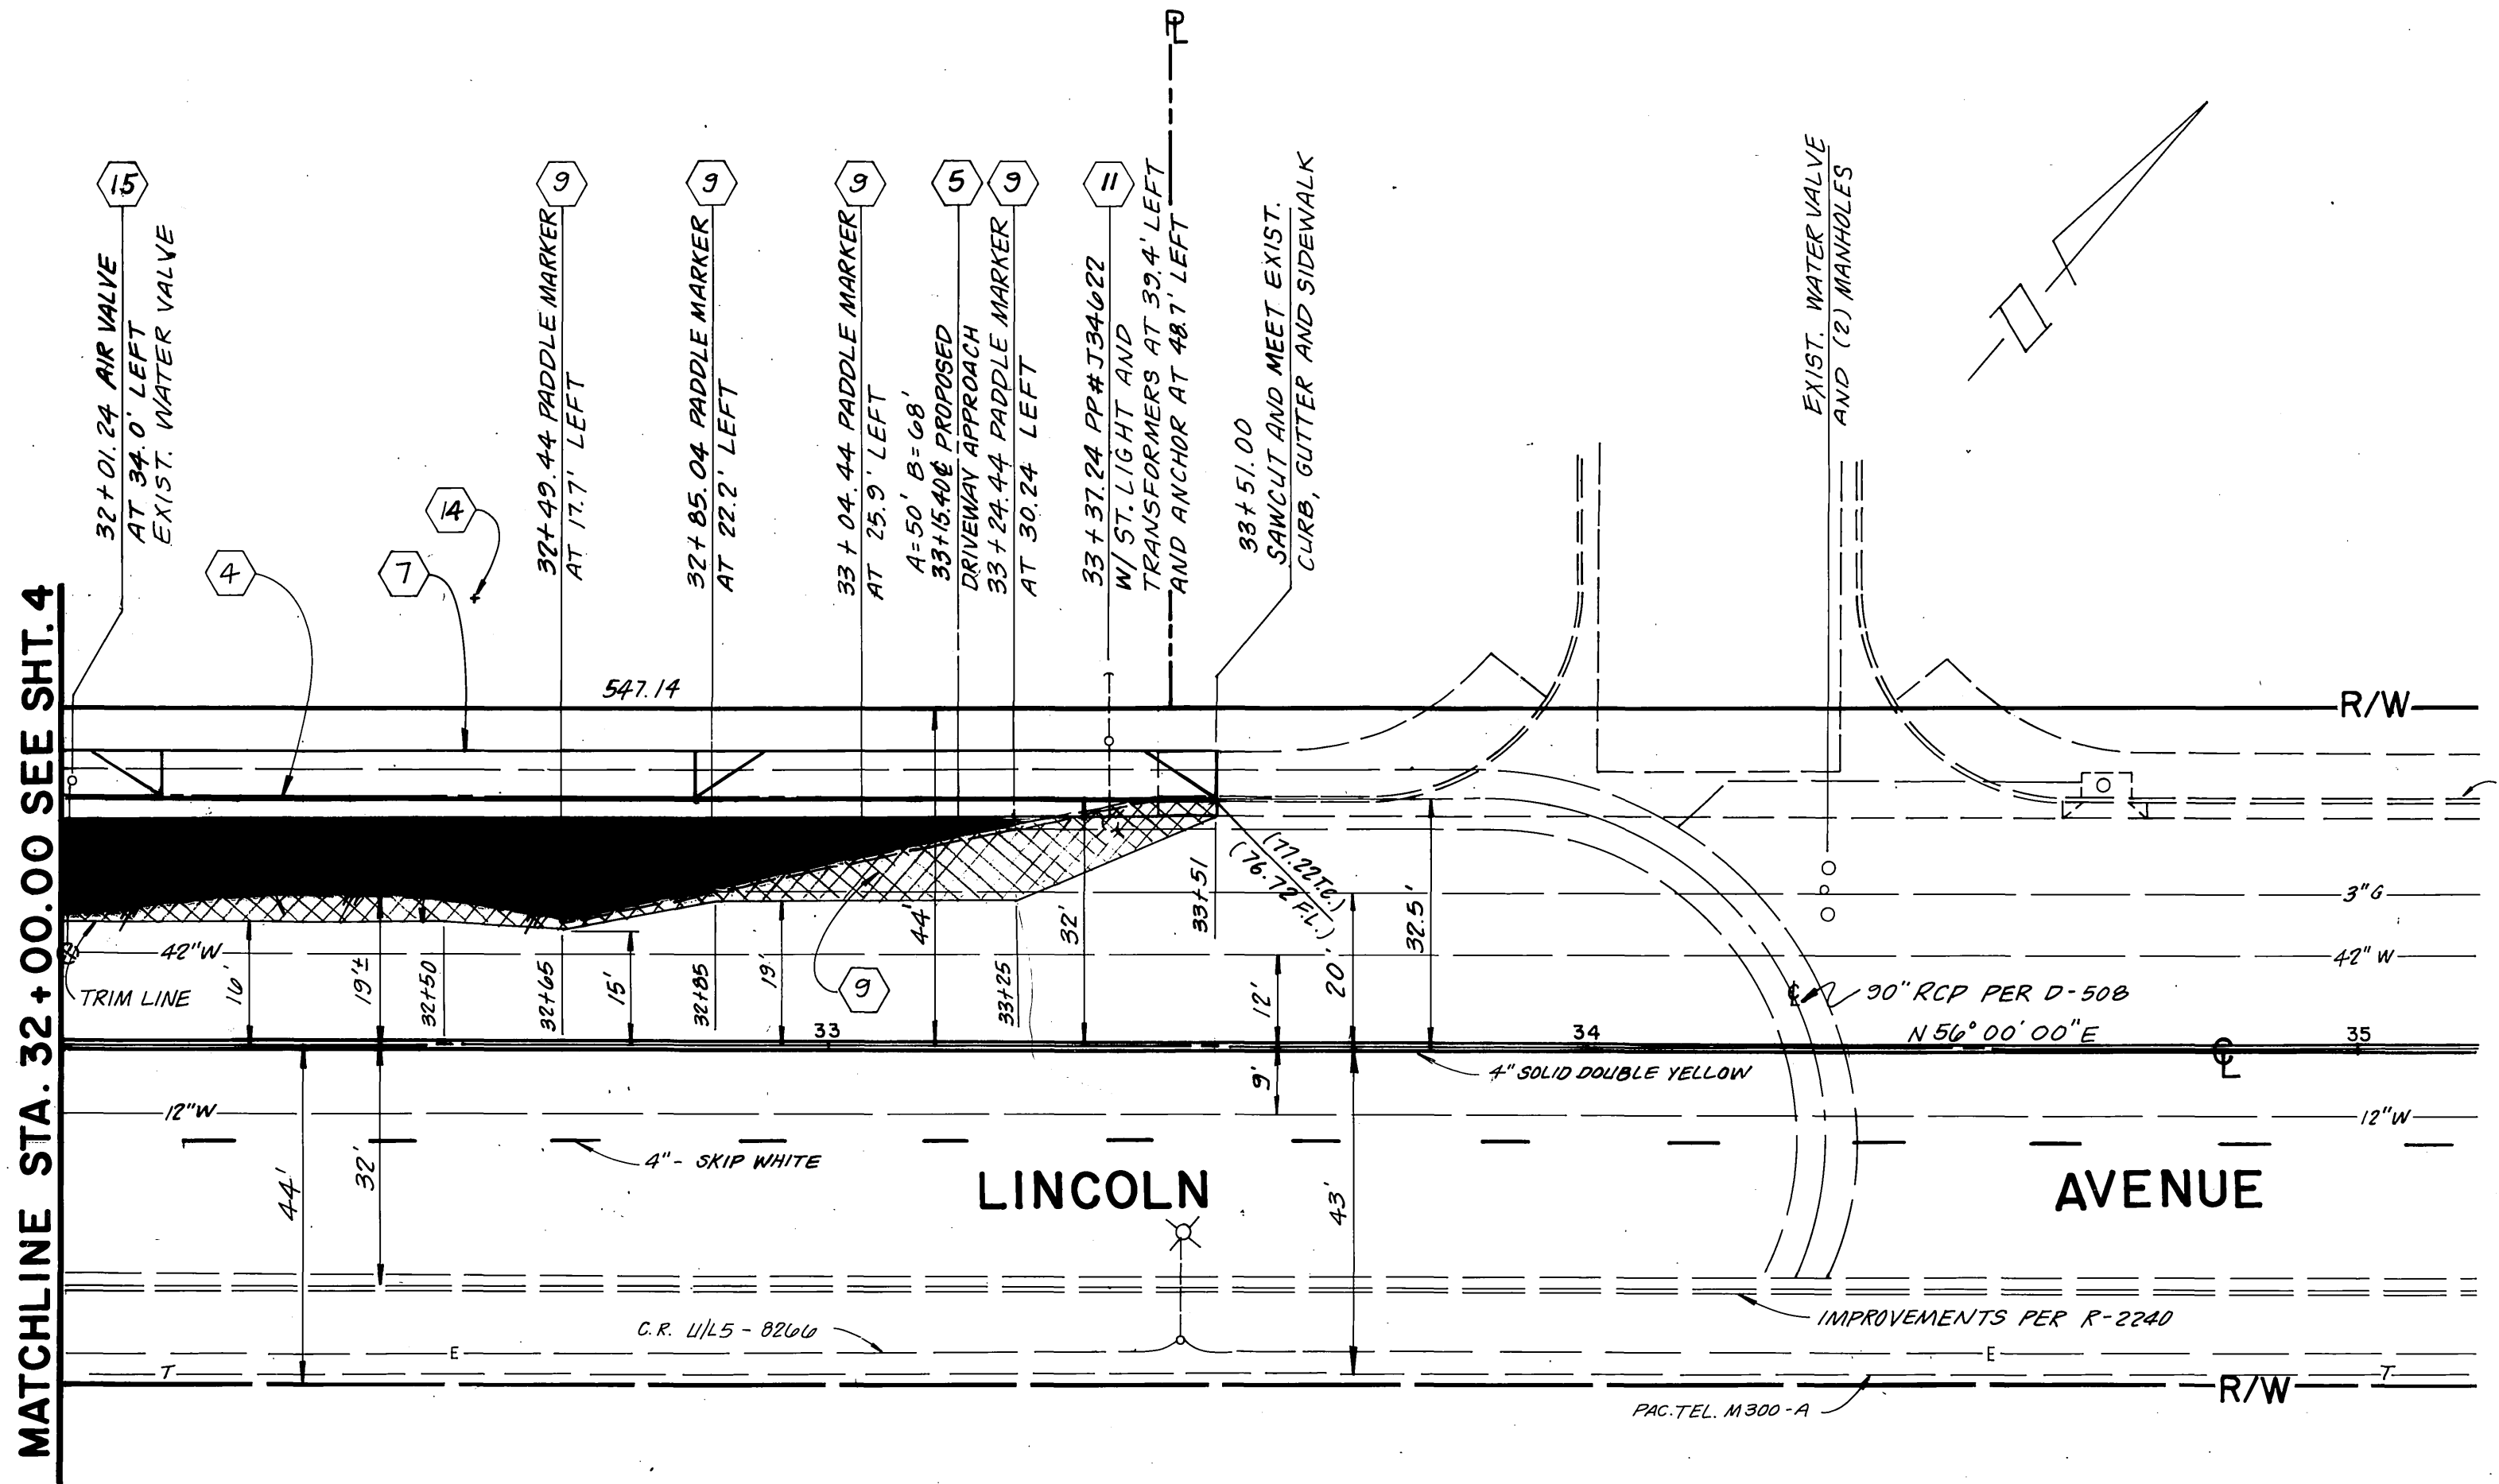 PL
15
32+01.24 AIR VALVE
AT 34.0' LEFT
EXIST. WATER VALVE
4
7
14
9
32+49.44 PADDLE MARKER
AT 17.7' LEFT
9
32+85.04 PADDLE MARKER
AT 22.2' LEFT
9
33+04.44 PADDLE MARKER
AT 25.9' LEFT
5
A=50' B=68'
33+15.40 ℄ PROPOSED
DRIVEWAY APPROACH
9
33+24.44 PADDLE MARKER
AT 30.24 LEFT
11
33+37.24 PP#J34622
W/ ST. LIGHT AND
TRANSFORMERS AT 39.4' LEFT
AND ANCHOR AT 48.7' LEFT
33+51.00
SAWCUT AND MEET EXIST.
CURB, GUTTER AND SIDEWALK
EXIST. WATER VALVE
AND (2) MANHOLES
MATCHLINE STA. 32+00.00 SEE SHT. 4
547.14
R/W
(77.22 T.C.)
(76.72 F.L.)
3"G
42"W
42"W
TRIM LINE
16'
19'±
32+50
32+65
15'
32+85
19'
9
44'
33+25
32'
33+51
12'
20'
32.5'
℄
90" RCP PER D-508
N 56° 00' 00" E
33
34
35
℄
4" SOLID DOUBLE YELLOW
9'
12"W
12"W
4" - SKIP WHITE
44'
32'
43'
LINCOLN AVENUE
IMPROVEMENTS PER R-2240
C.R. U/L5-8266
E
E
T
T
R/W
PAC.TEL. M300-A